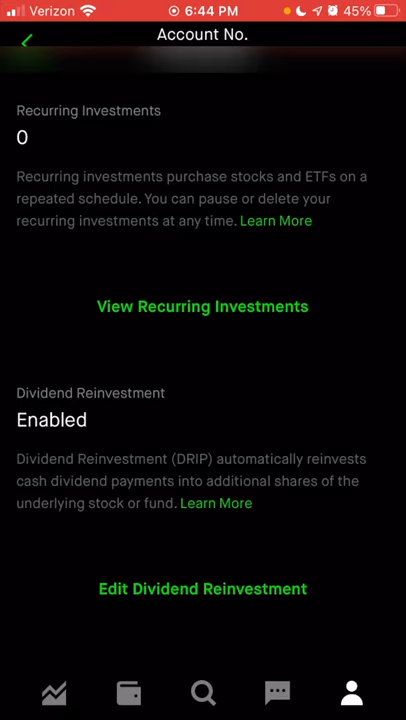 Verizon 6:44 PM 45%
Account No.
Recurring Investments
0
Recurring investments purchase stocks and ETFs on a
repeated schedule. You can pause or delete your
recurring investments at any time. Learn More
View Recurring Investments
Dividend Reinvestment
Enabled
Dividend Reinvestment (DRIP) automatically reinvests
cash dividend payments into additional shares of the
underlying stock or fund. Learn More
Edit Dividend Reinvestment